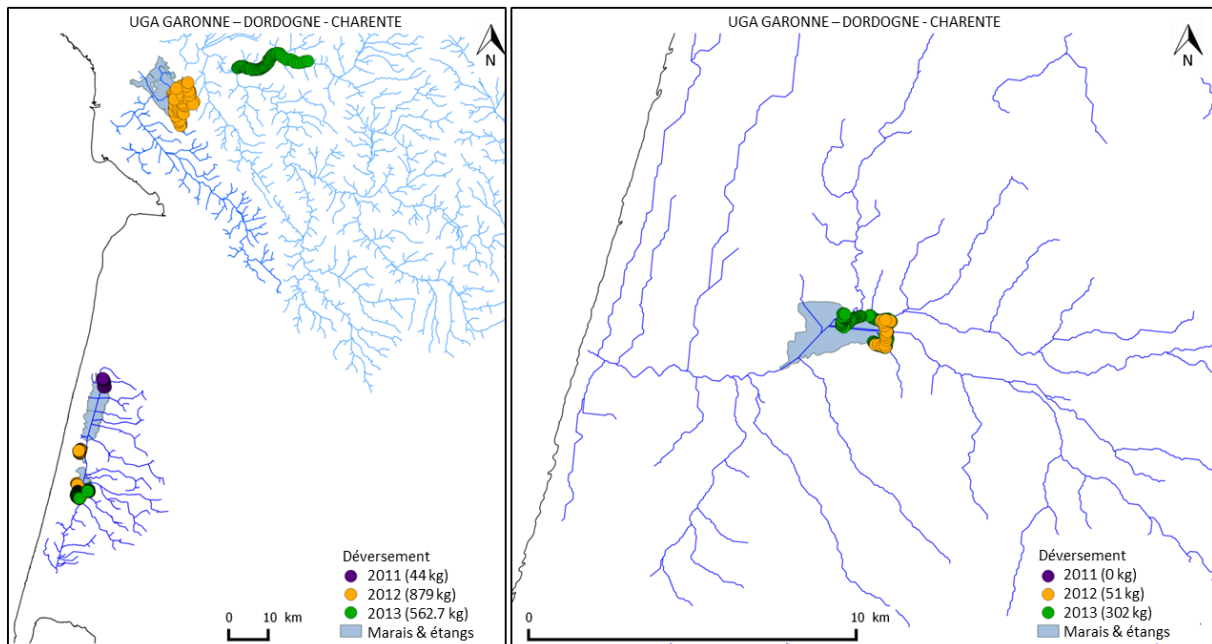 UGA GARONNE – DORDOGNE - CHARENTE
N
Déversement
2011 (44 kg)
2012 (879 kg)
2013 (562.7 kg)
Marais & étangs
0 10 km
UGA GARONNE – DORDOGNE - CHARENTE
N
Déversement
2011 (0 kg)
2012 (51 kg)
2013 (302 kg)
Marais & étangs
0 10 km